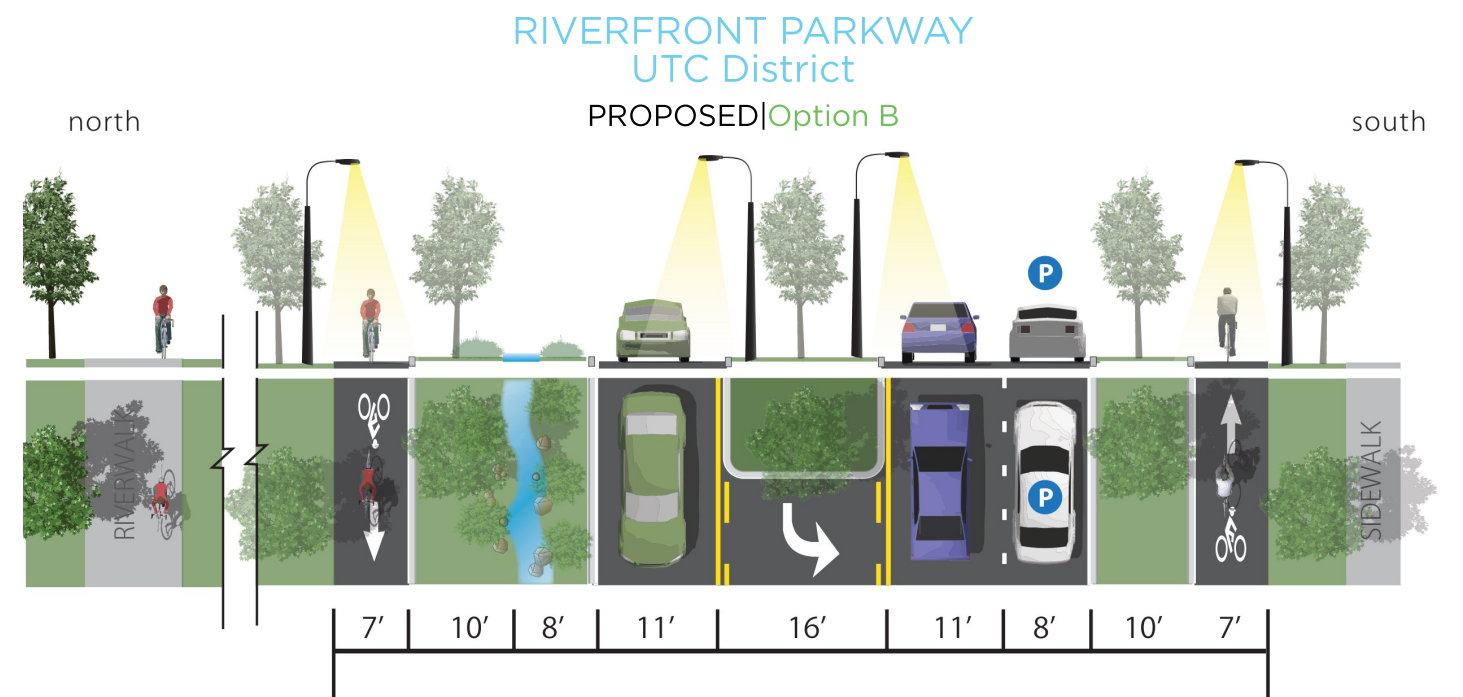 RIVERFRONT PARKWAY
UTC District
PROPOSED|Option B
north
south
P
RIVERWALK
P
SIDEWALK
7’ 10’ 8’ 11’ 16’ 11’ 8’ 10’ 7’